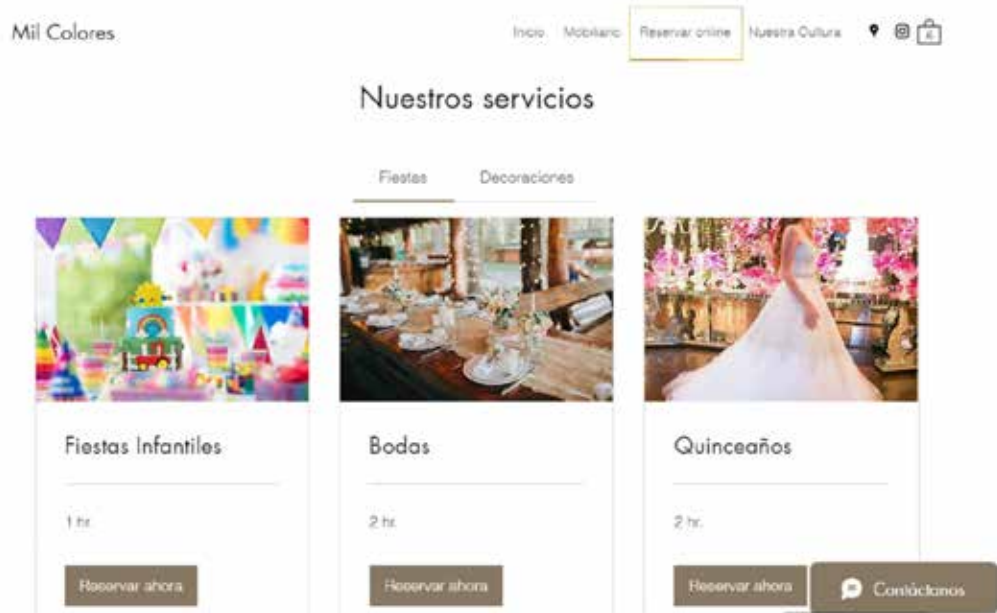 Mil Colores
Inicio Mobiliario Reservar online Nuestra Cultura
Nuestros servicios
Fiestas Decoraciones
Fiestas Infantiles Bodas Quinceaños
1 hr. 2 hr. 2 hr.
Reservar ahora Reservar ahora Reservar ahora
Contáctanos